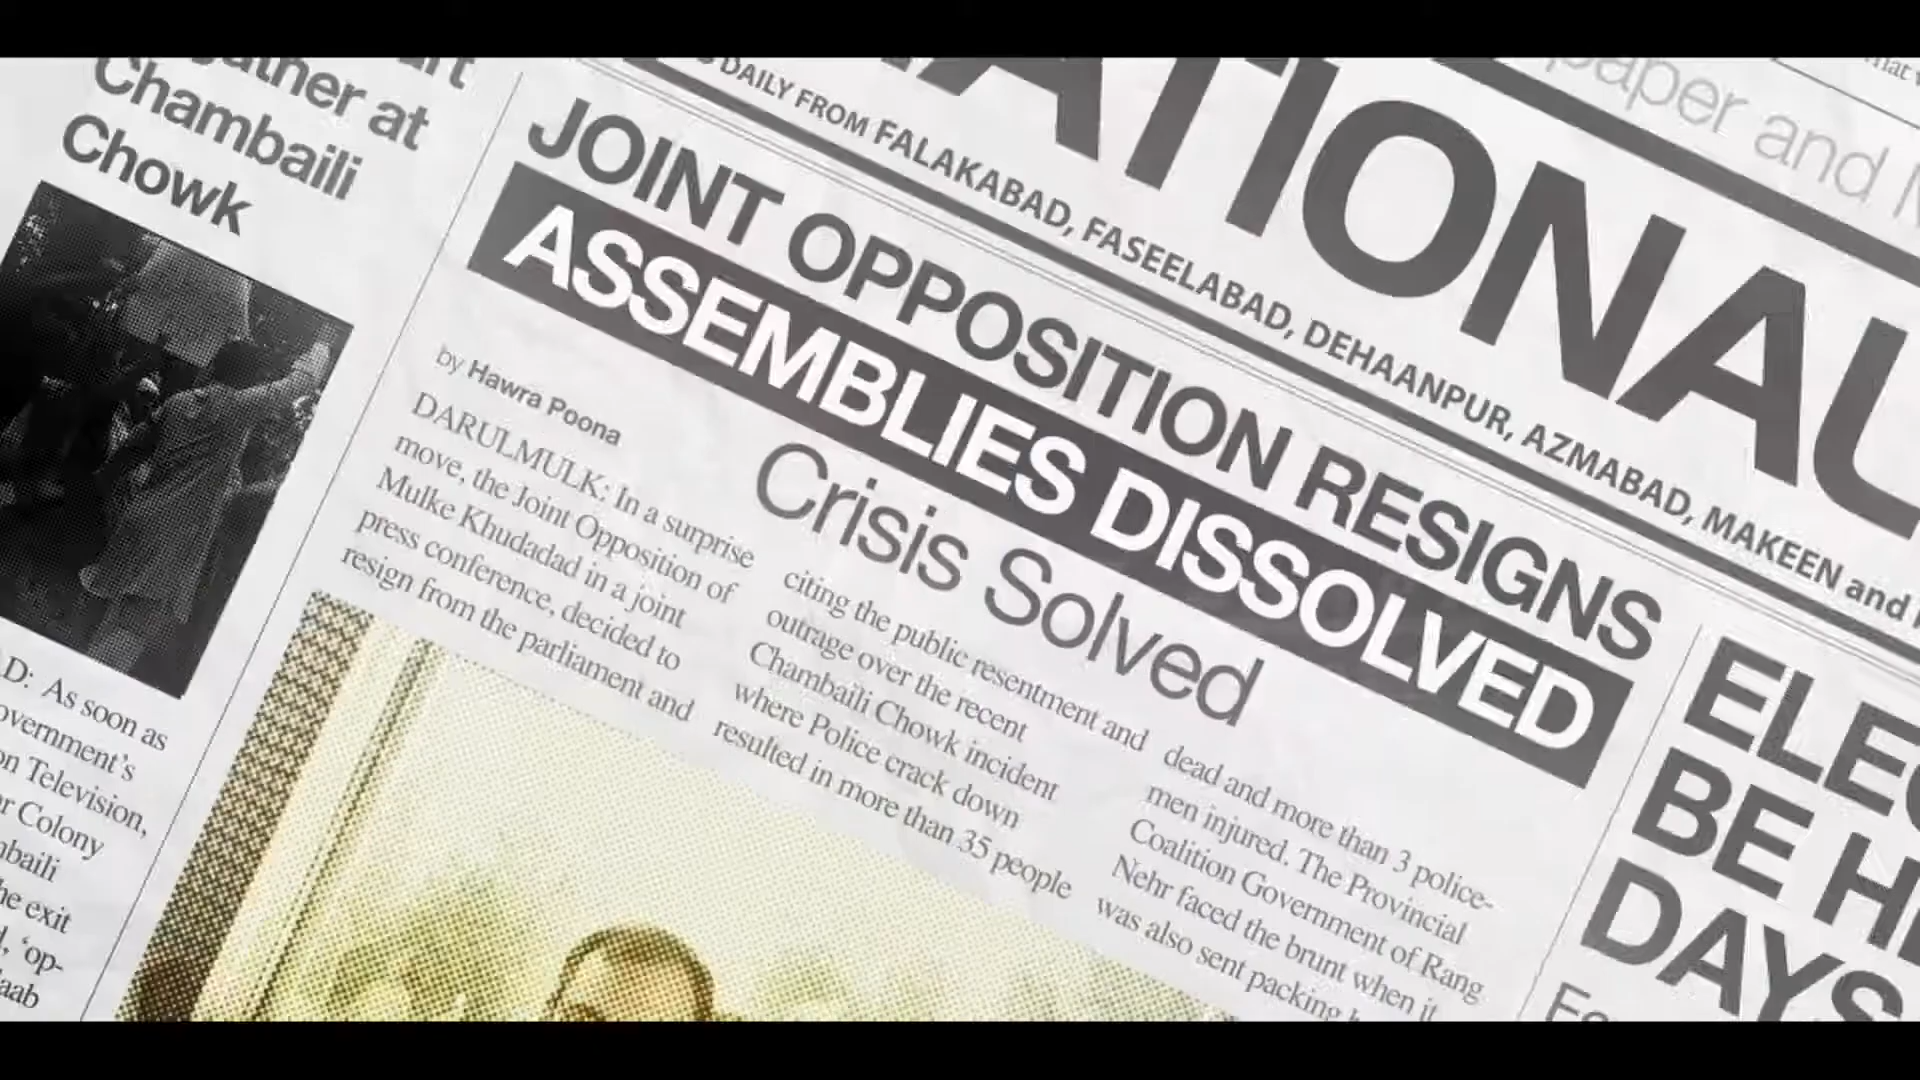 paper and
NATIONAL
DAILY FROM FALAKABAD, FASEELABAD, DEHAANPUR, AZMABAD, MAKEEN and
gather at
Chambaili
Chowk
JOINT OPPOSITION RESIGNS
ASSEMBLIES DISSOLVED
Crisis Solved
by Hawra Poona
DARULMULK: In a surprise
move, the Joint Opposition of
Mulke Khudadad in a joint
press conference, decided to
resign from the parliament and
citing the public resentment and
outrage over the recent
Chambaili Chowk incident
where Police crack down
resulted in more than 35 people
dead and more than 3 police-
men injured. The Provincial
Coalition Government of Rang
Nehr faced the brunt when it
was also sent packing
As soon as
overnment's
on Television,
Colony
mbaili
he exit
'op-
ELEC
BE H
DAYS